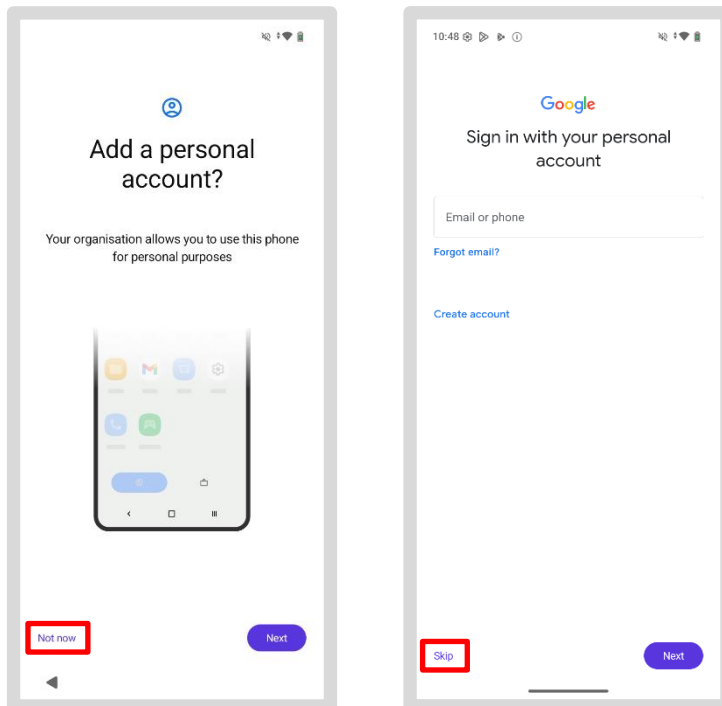 Add a personal
account?
Your organisation allows you to use this phone
for personal purposes
Not now
Next
10:48
Google
Sign in with your personal
account
Email or phone
Forgot email?
Create account
Skip
Next